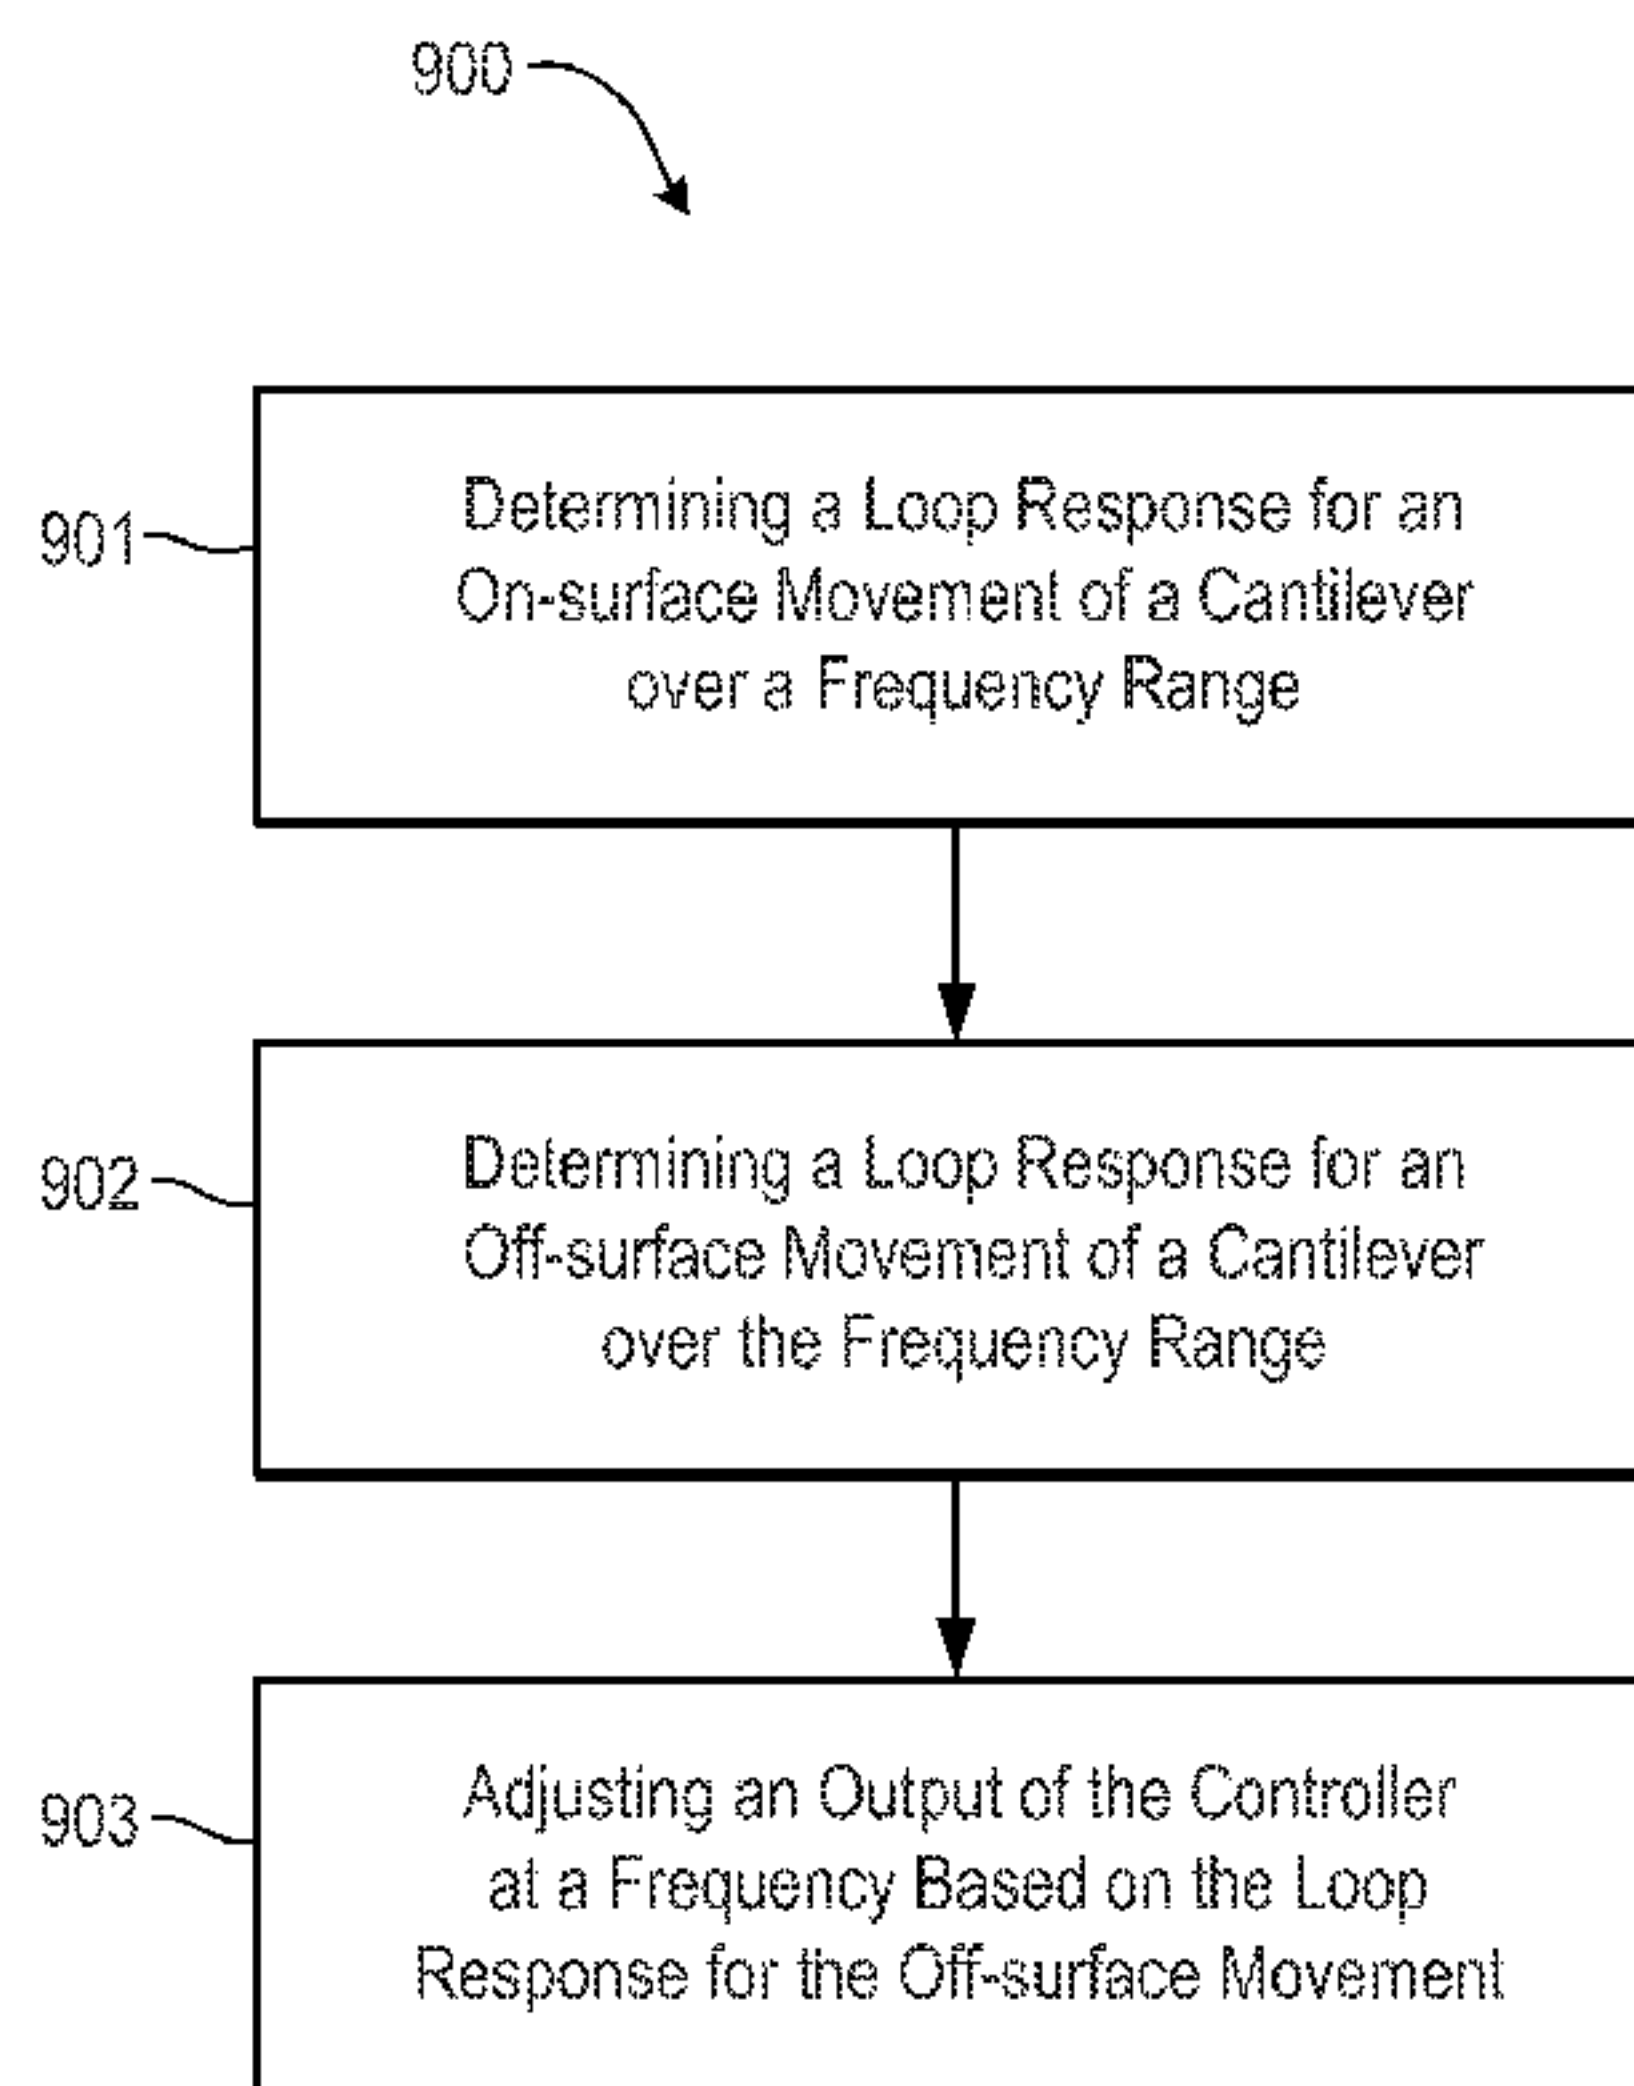 900
901
Determining a Loop Response for an
On-surface Movement of a Cantilever
over a Frequency Range
902
Determining a Loop Response for an
Off-surface Movement of a Cantilever
over the Frequency Range
903
Adjusting an Output of the Controller
at a Frequency Based on the Loop
Response for the Off-surface Movement